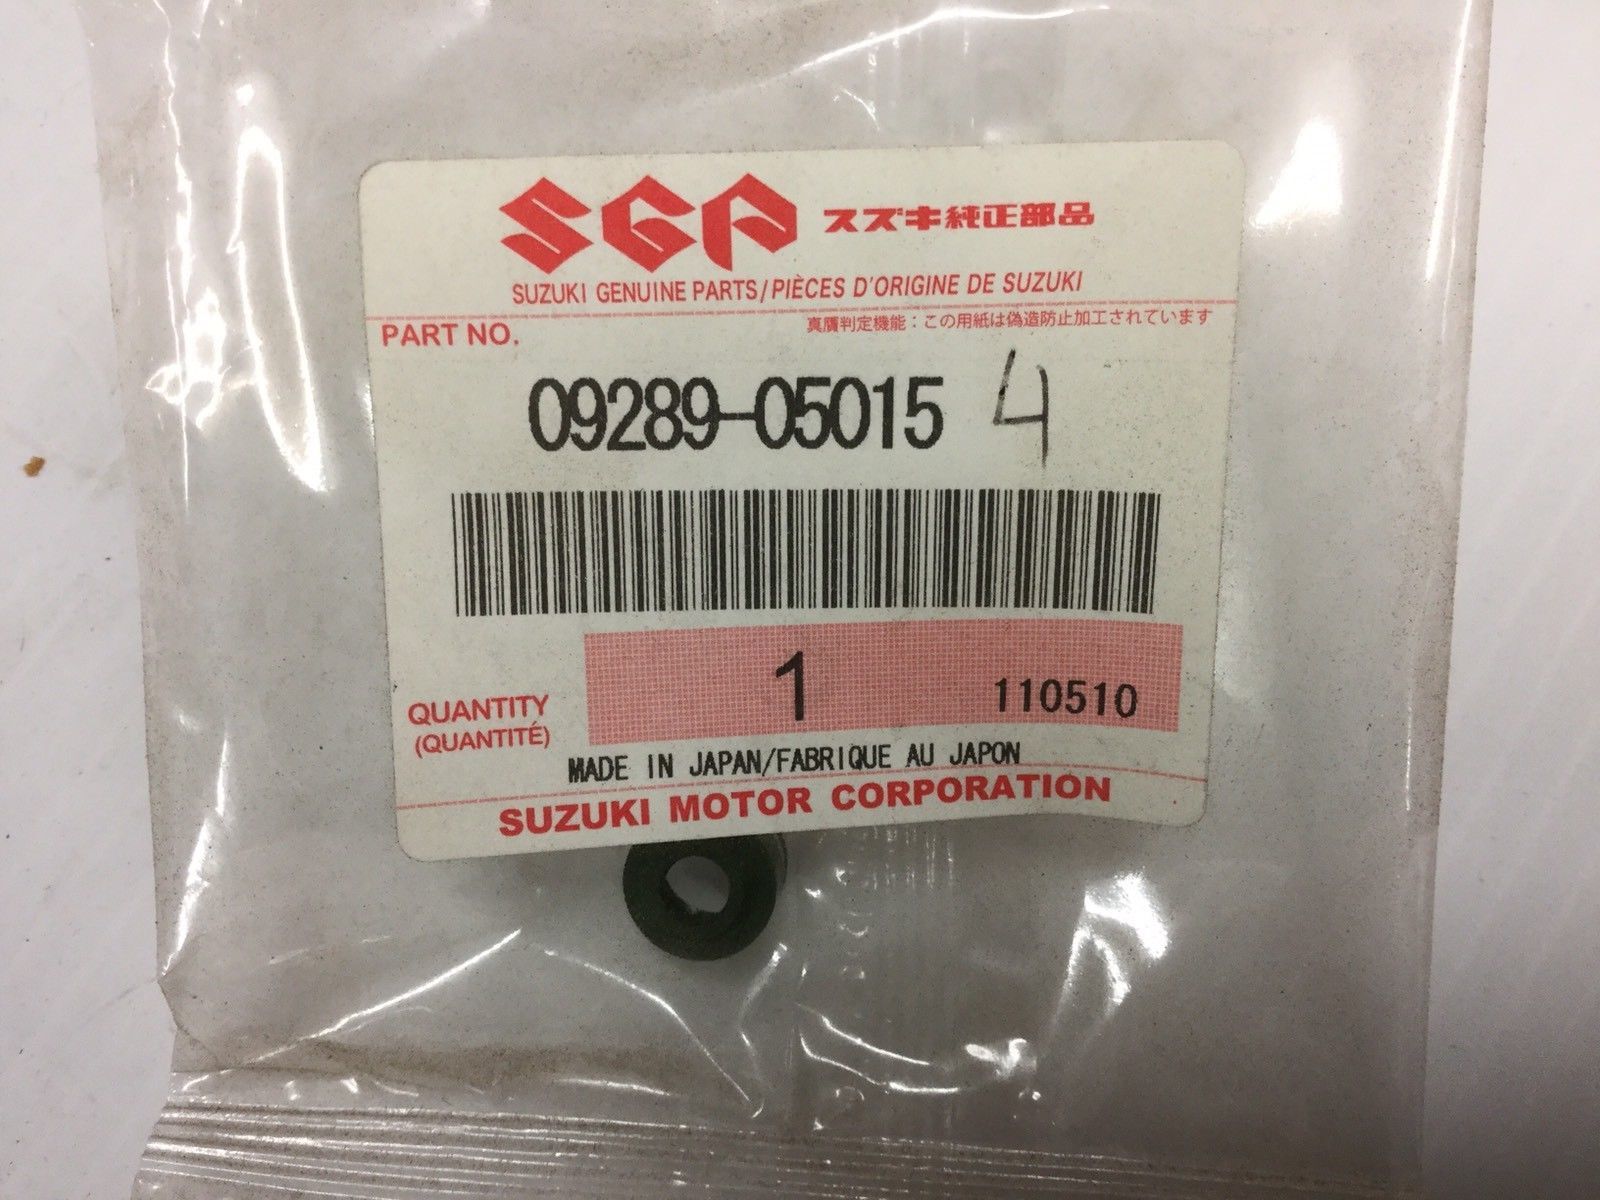 SGP スズキ純正部品
SUZUKI GENUINE PARTS/PIÈCES D'ORIGINE DE SUZUKI
PART NO.
真贋判定機能：この用紙は偽造防止加工されています
09289-05015 4
1
110510
QUANTITY
(QUANTITÉ)
MADE IN JAPAN/FABRIQUE AU JAPON
SUZUKI MOTOR CORPORATION